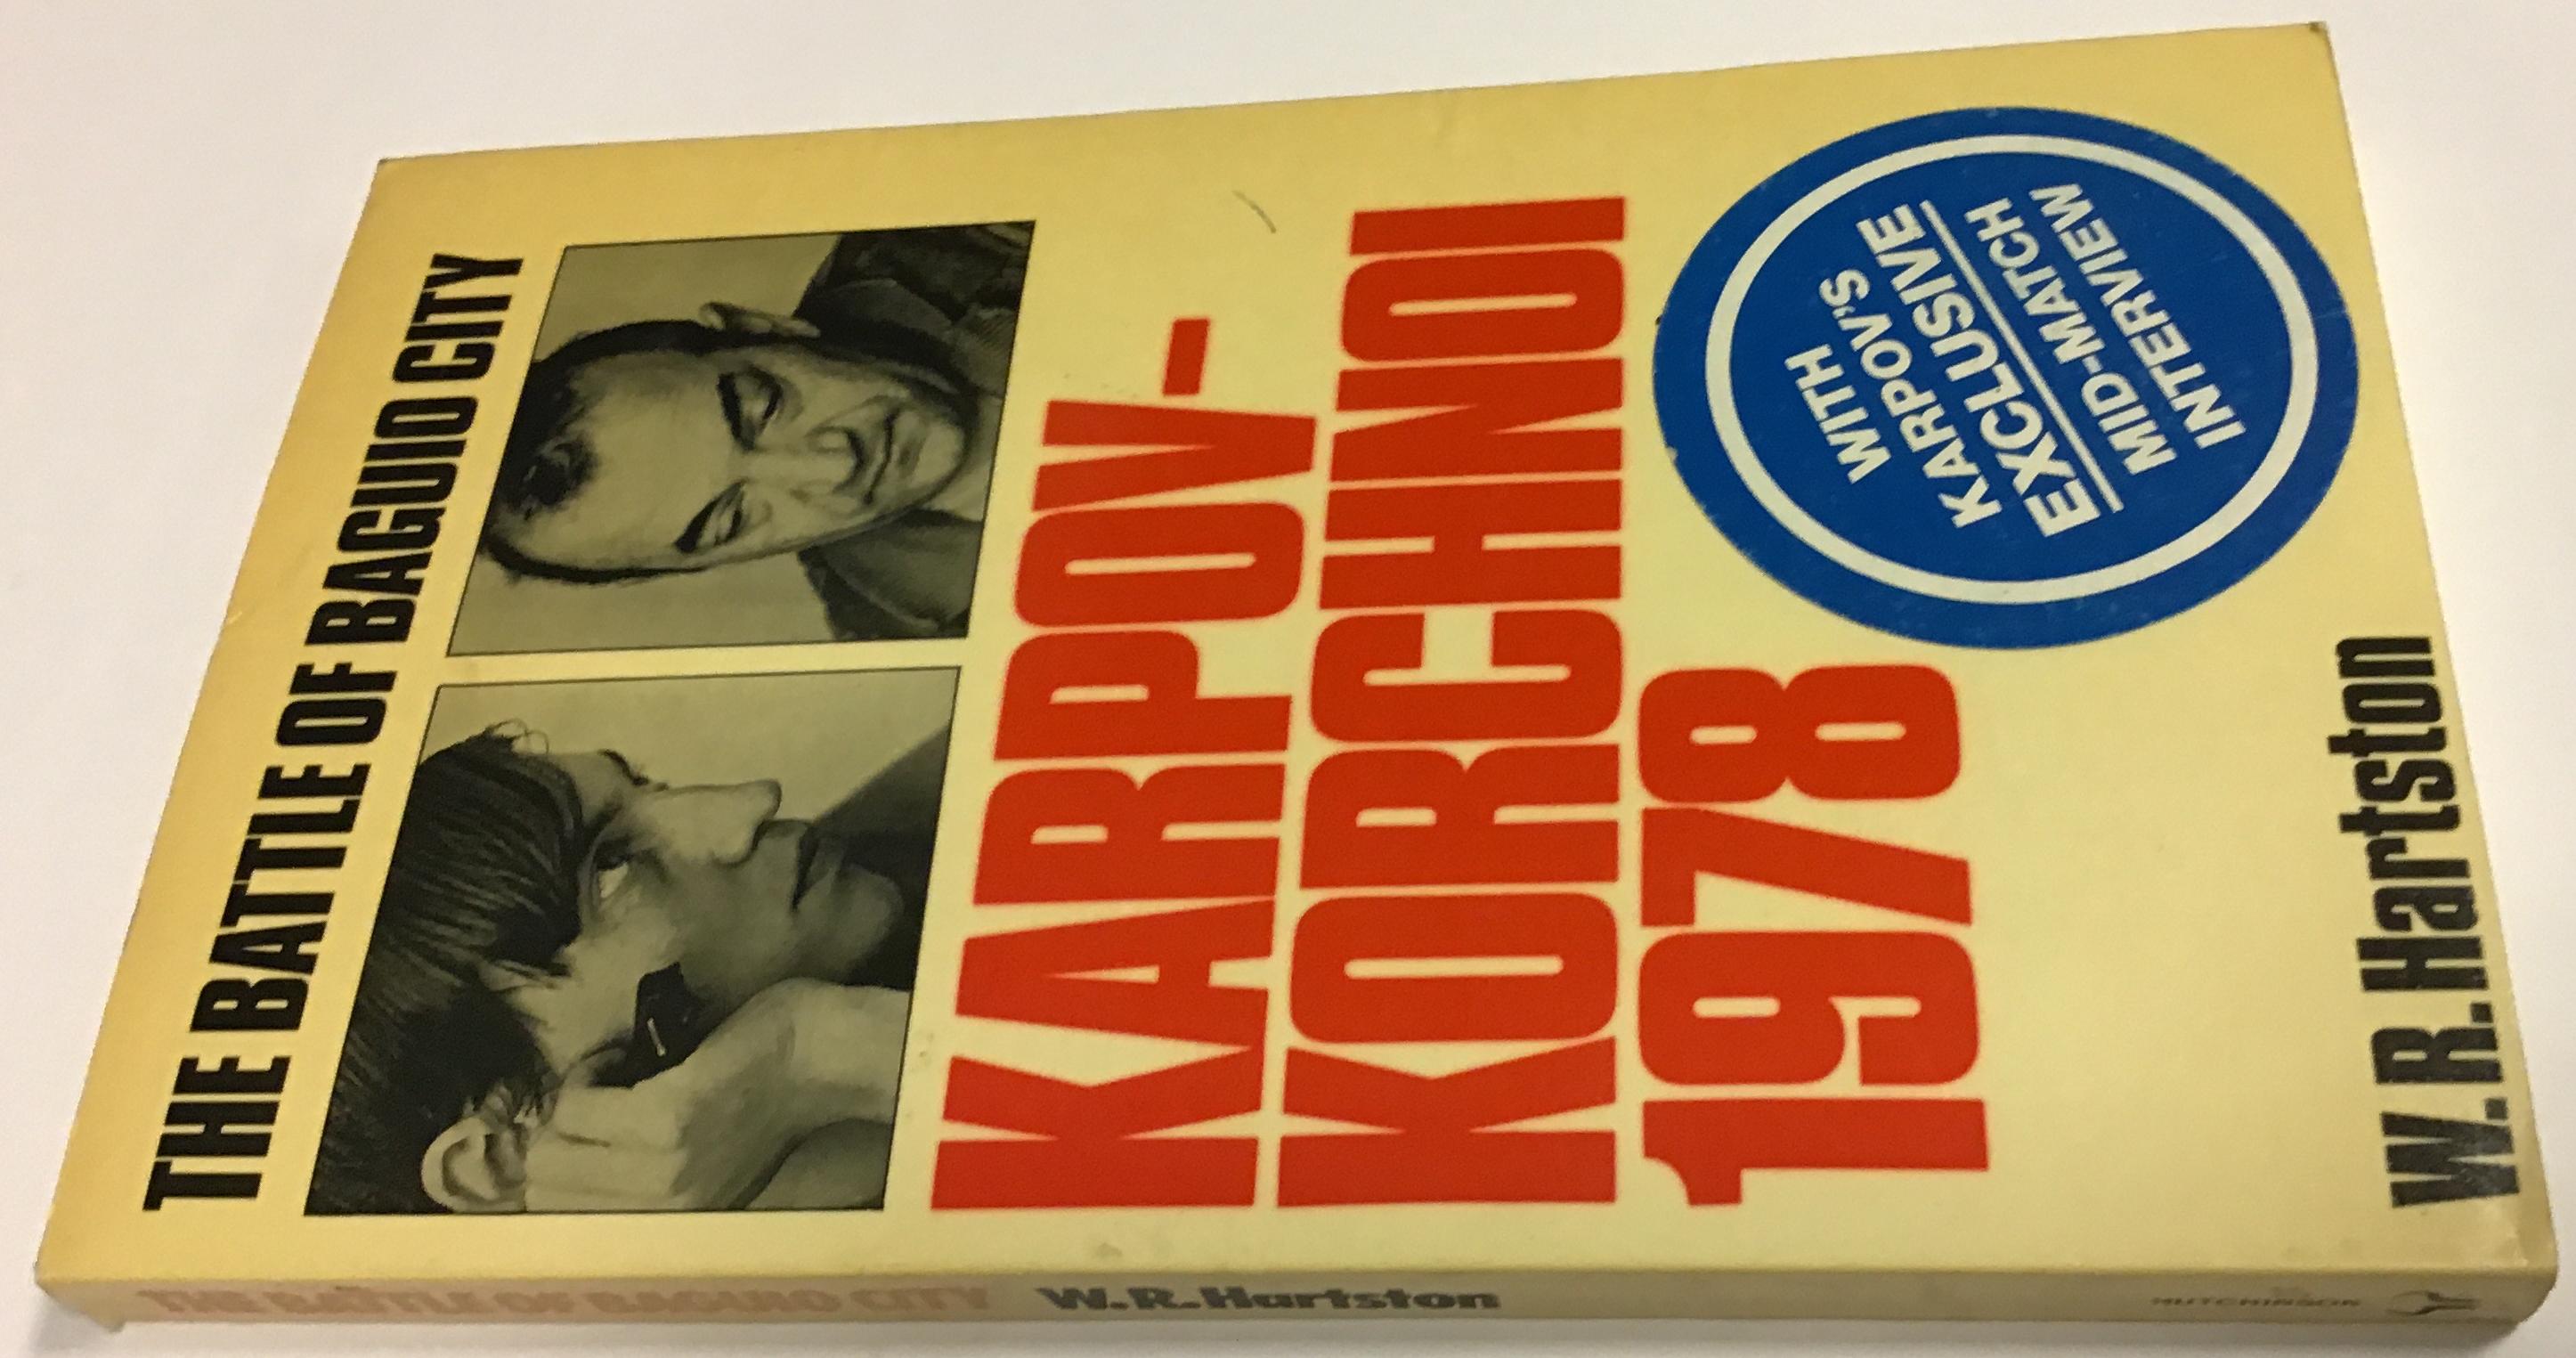 THE BATTLE OF BAGUIO CITY
KARPOV-
KORCHNOI
1978
WITH
KARPOV'S
EXCLUSIVE
MID-MATCH
INTERVIEW
W.R.Hartston
THE BATTLE OF BAGUIO CITY W.R.Hartston HUTCHINSON